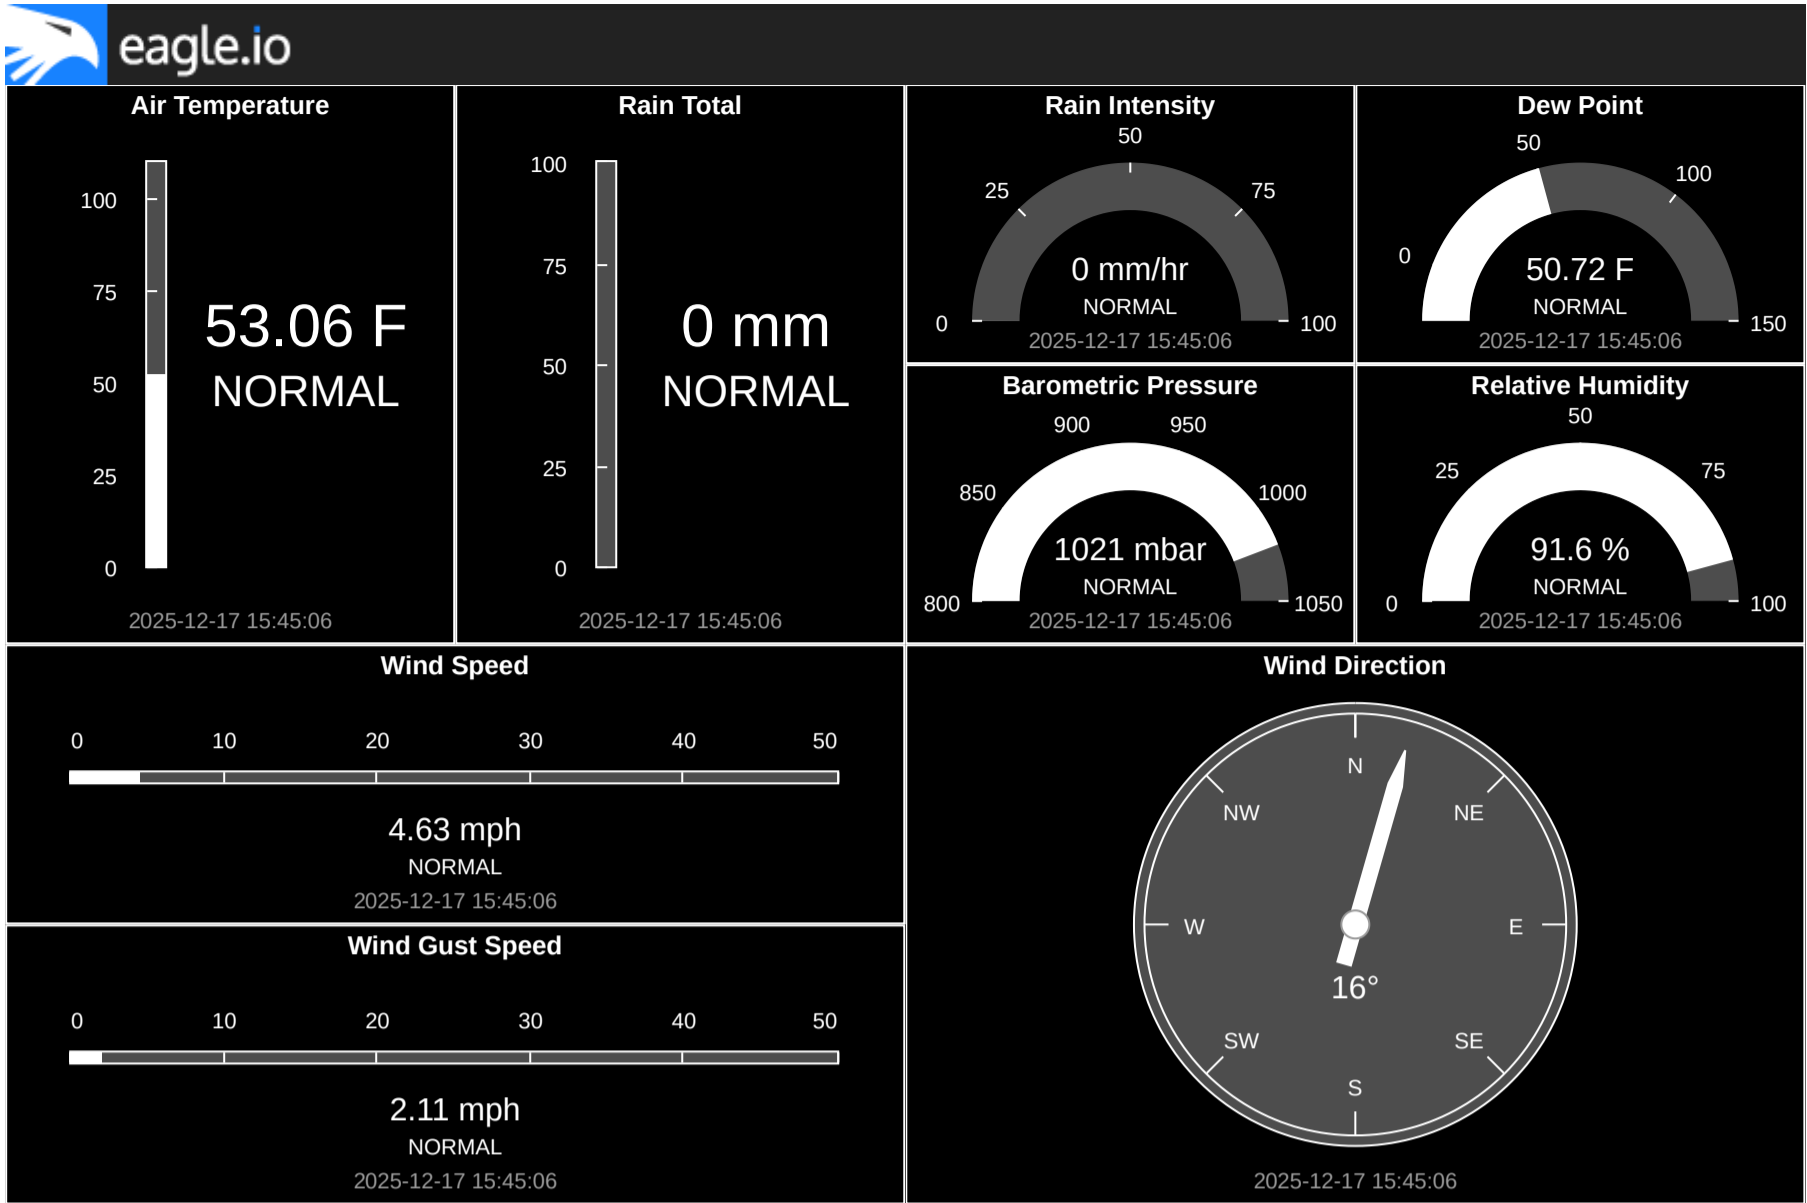 eagle.io
Air Temperature
100
75
50
25
0
53.06 F
NORMAL
2025-12-17 15:45:06
Rain Total
100
75
50
25
0
0 mm
NORMAL
2025-12-17 15:45:06
Rain Intensity
50
25
75
0
100
0 mm/hr
NORMAL
2025-12-17 15:45:06
Dew Point
50
100
0
150
50.72 F
NORMAL
2025-12-17 15:45:06
Barometric Pressure
900
950
850
1000
800
1050
1021 mbar
NORMAL
2025-12-17 15:45:06
Relative Humidity
50
25
75
0
100
91.6 %
NORMAL
2025-12-17 15:45:06
Wind Speed
0 10 20 30 40 50
4.63 mph
NORMAL
2025-12-17 15:45:06
Wind Gust Speed
0 10 20 30 40 50
2.11 mph
NORMAL
2025-12-17 15:45:06
Wind Direction
N
NW NE
W E
16°
SW SE
S
2025-12-17 15:45:06